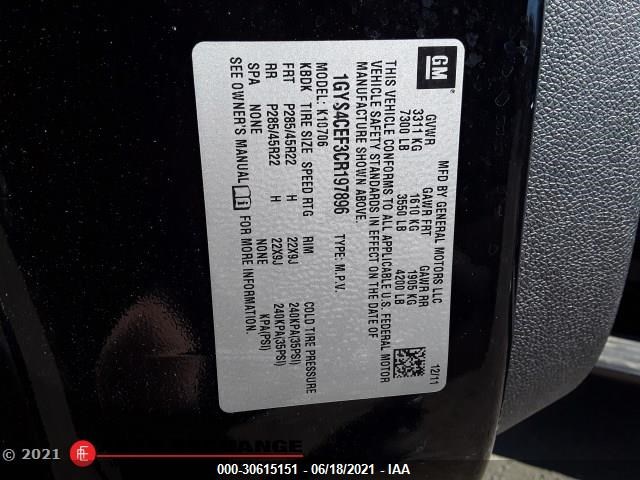 GM
MFD BY GENERAL MOTORS LLC
12/11
GVWR GAWR FRT GAWR RR
3311 KG 1610 KG 1905 KG
7300 LB 3550 LB 4200 LB
THIS VEHICLE CONFORMS TO ALL APPLICABLE U.S. FEDERAL MOTOR
VEHICLE SAFETY STANDARDS IN EFFECT ON THE DATE OF
MANUFACTURE SHOWN ABOVE.
1GYS4CEF3CR197896 TYPE: M.P.V.
MODEL: K10706
KBDK TIRE SIZE SPEED RTG RIM COLD TIRE PRESSURE
FRT P285/45R22 H 22X9J 240KPA(35PSI)
RR P285/45R22 H 22X9J 240KPA(35PSI)
SPA NONE NONE KPA(PSI)
SEE OWNER'S MANUAL FOR MORE INFORMATION.
© 2021
000-30615151 - 06/18/2021 - IAA